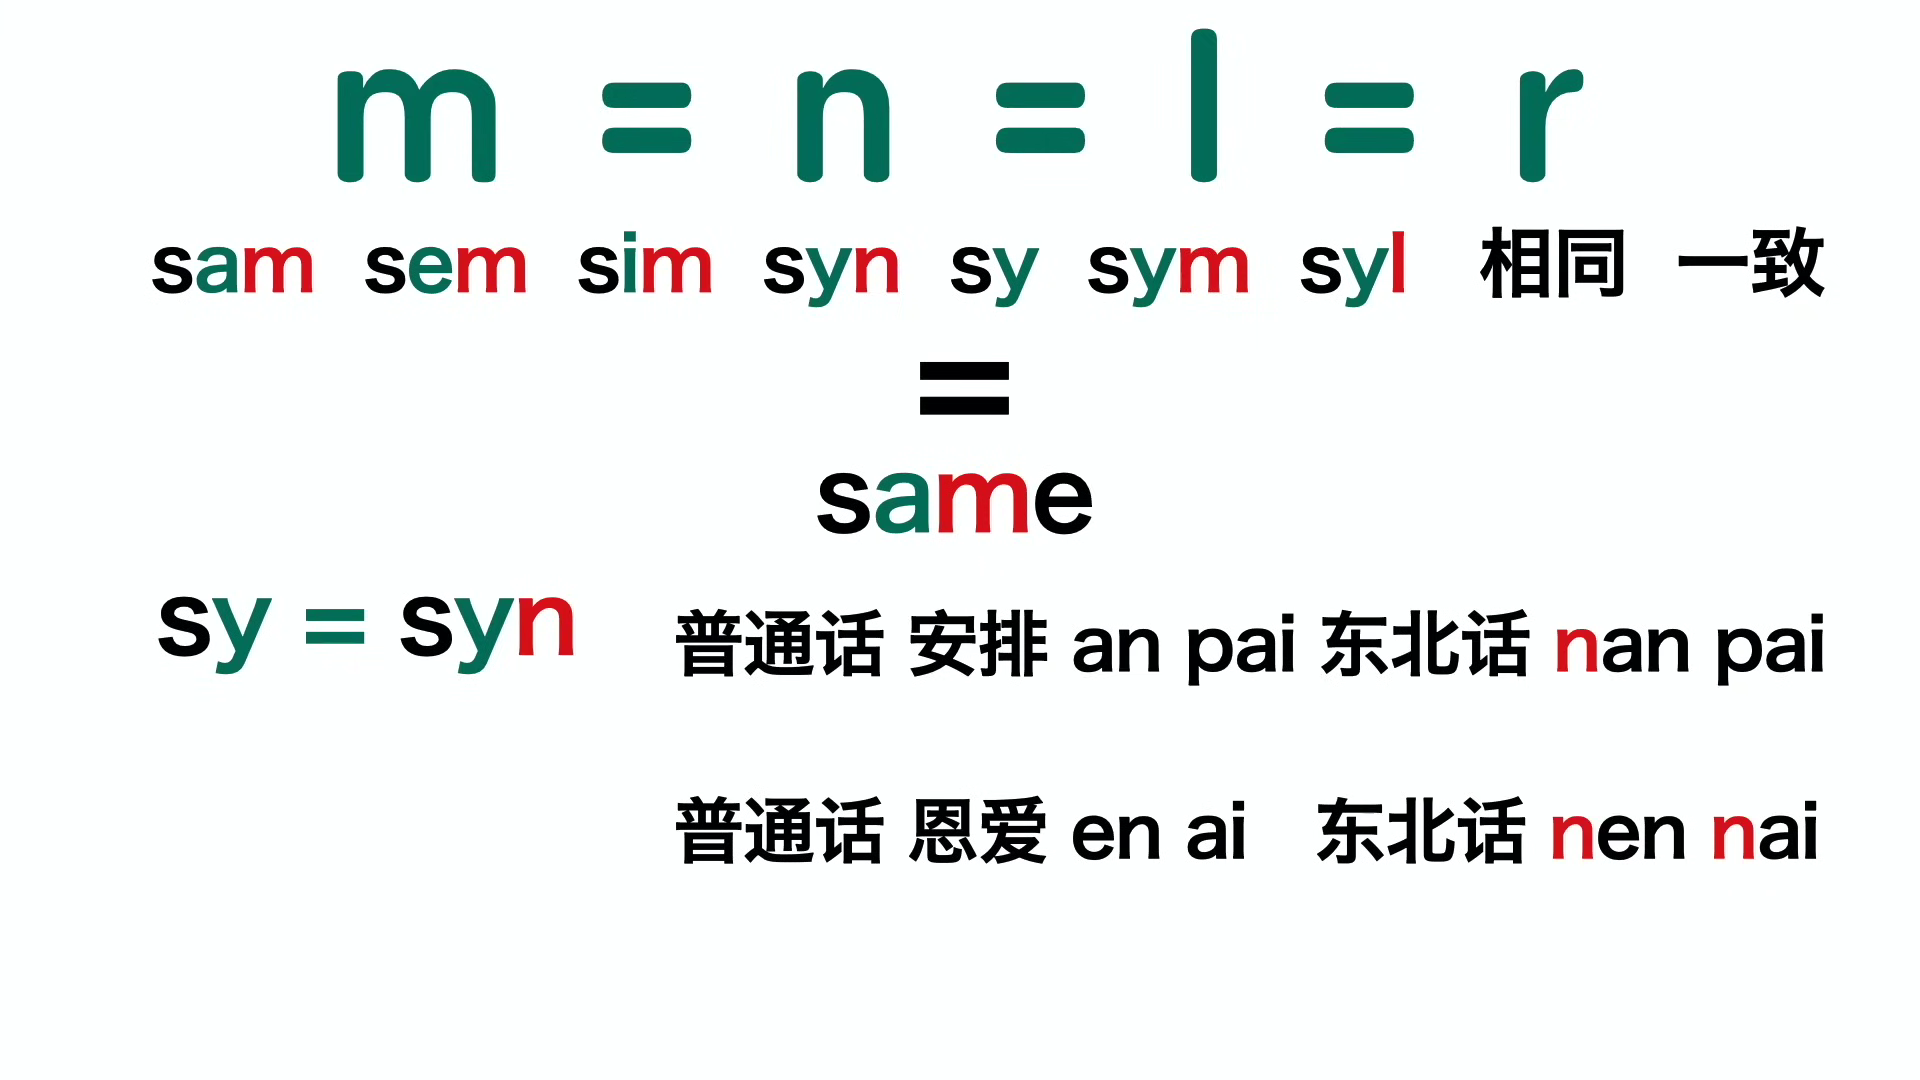 m = n = l = r
sam sem sim syn sy sym syl 相同 一致
=
same
sy = syn
普通话 安排 an pai 东北话 nan pai
普通话 恩爱 en ai 东北话 nen nai